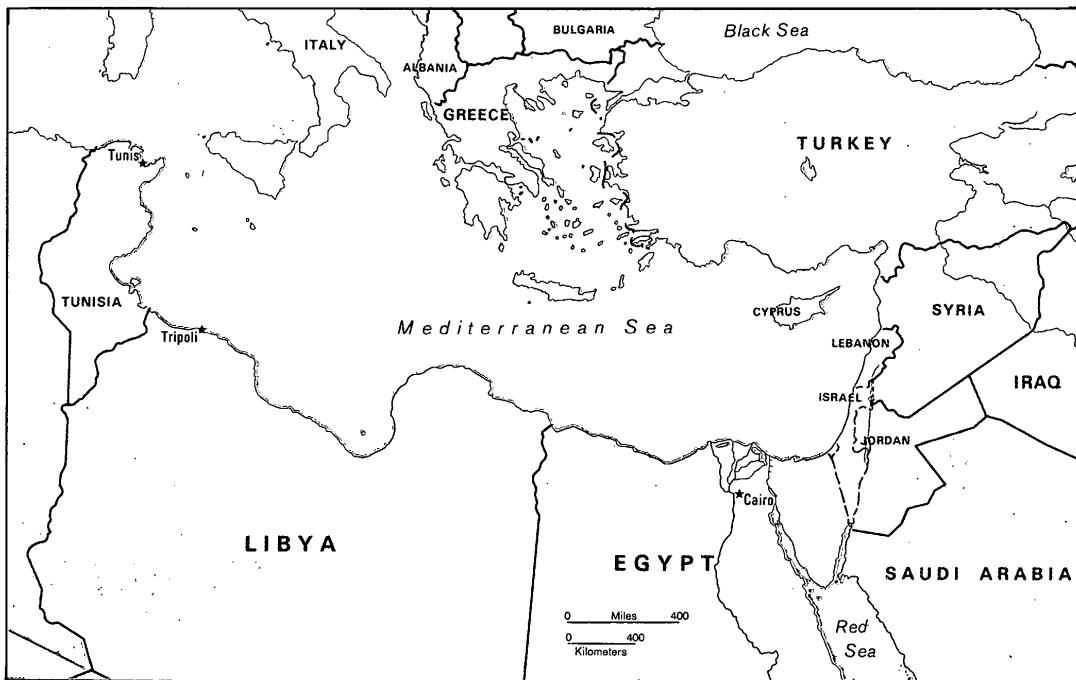 BULGARIA
Black Sea
ITALY
ALBANIA
GREECE
TURKEY
Tunis
TUNISIA
CYPRUS
SYRIA
Mediterranean Sea
Tripoli
LEBANON
IRAQ
ISRAEL
JORDAN
Cairo
LIBYA
EGYPT
SAUDI ARABIA
0 Miles 400
0 400
Kilometers
Red
Sea